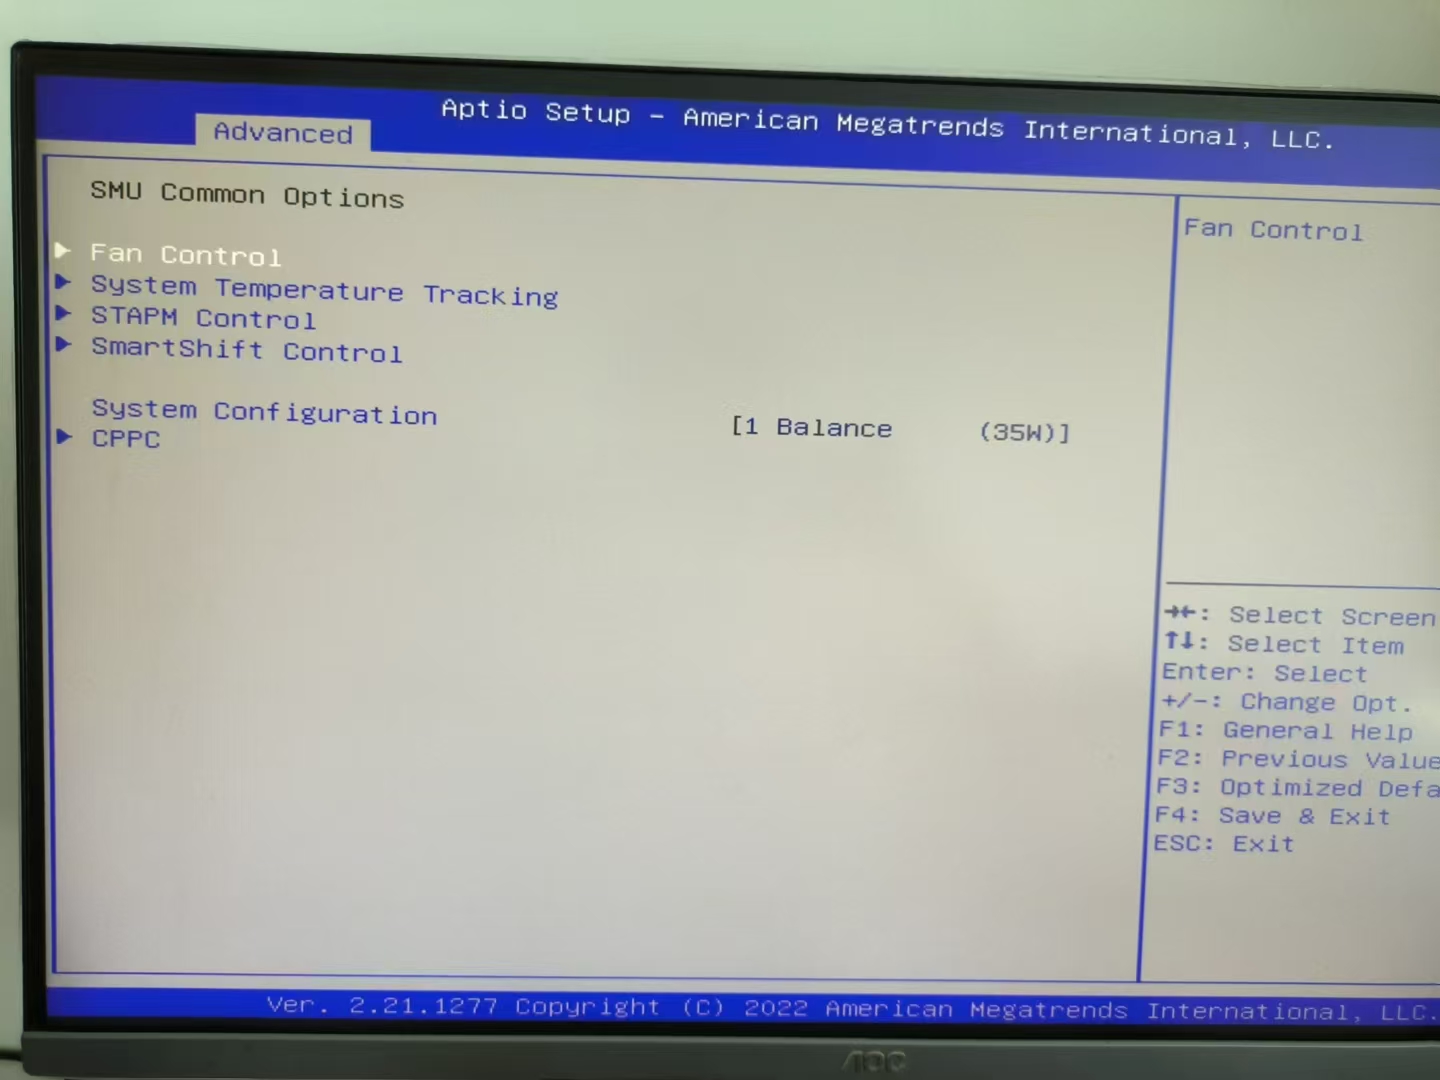 Aptio Setup - American Megatrends International, LLC.
Advanced
SMU Common Options
Fan Control
System Temperature Tracking
STAPM Control
SmartShift Control
System Configuration [1 Balance (35W)]
CPPC
Fan Control
→←: Select Screen
↑↓: Select Item
Enter: Select
+/-: Change Opt.
F1: General Help
F2: Previous Value
F3: Optimized Defa
F4: Save & Exit
ESC: Exit
Ver. 2.21.1277 Copyright (C) 2022 American Megatrends International, LLC.
AOC